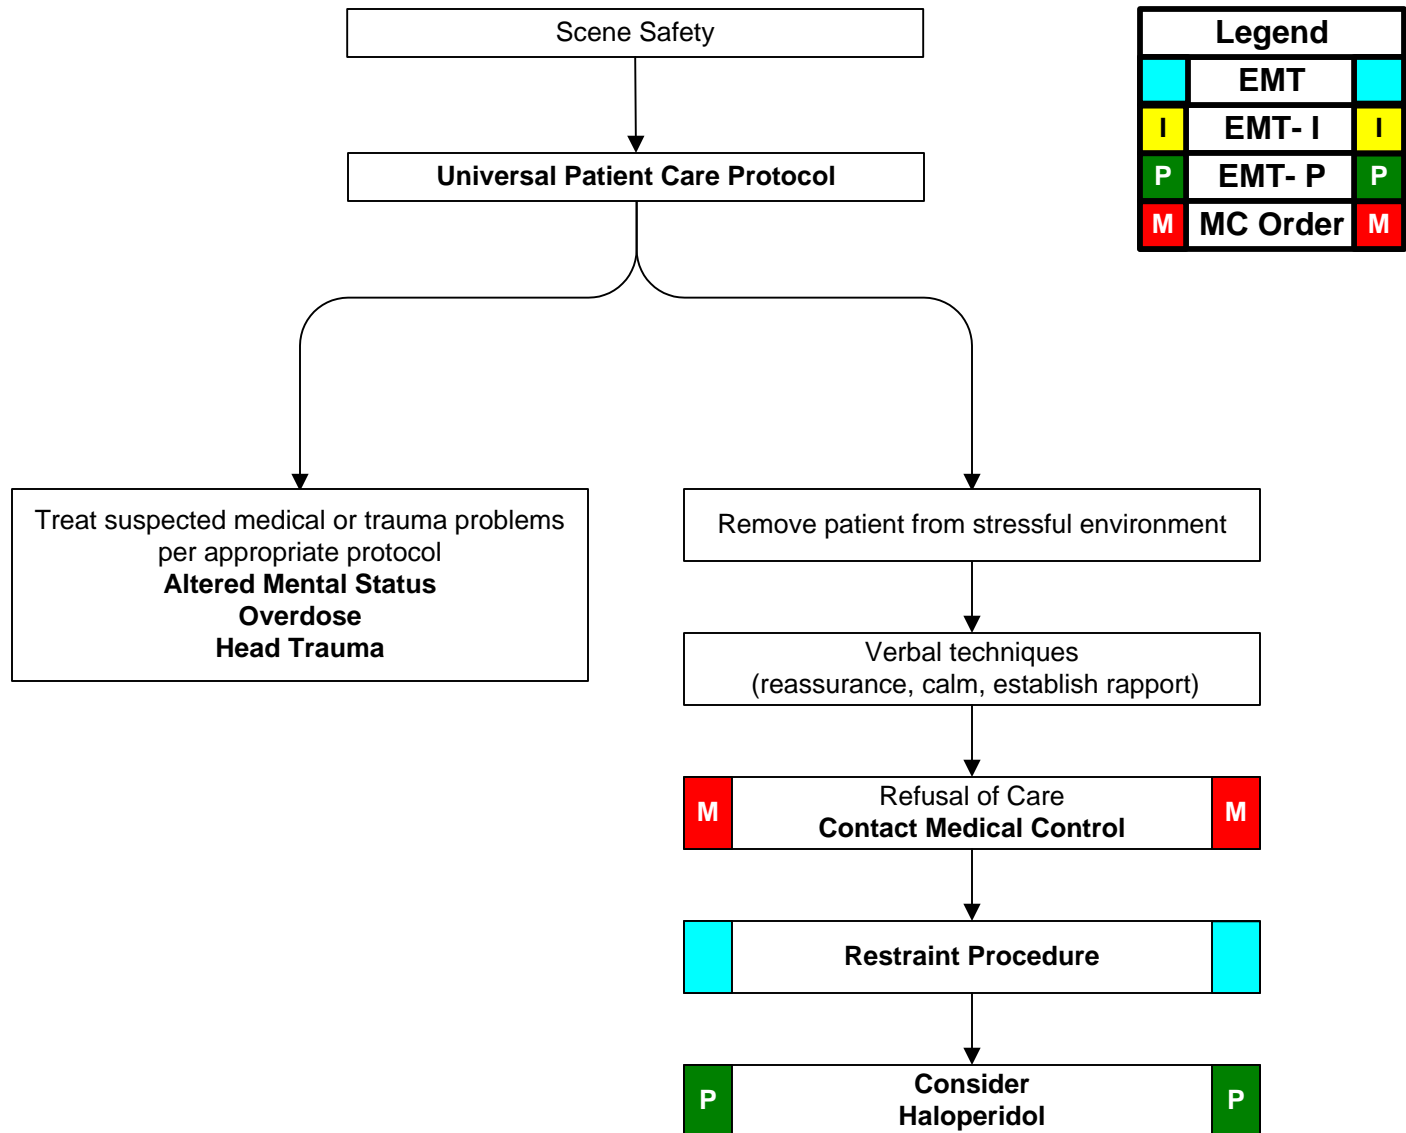 Scene Safety
Legend
EMT
I EMT- I I
P EMT- P P
M MC Order M
Universal Patient Care Protocol
Treat suspected medical or trauma problems
per appropriate protocol
Altered Mental Status
Overdose
Head Trauma
Remove patient from stressful environment
Verbal techniques
(reassurance, calm, establish rapport)
M Refusal of Care M
Contact Medical Control
Restraint Procedure
P Consider P
Haloperidol